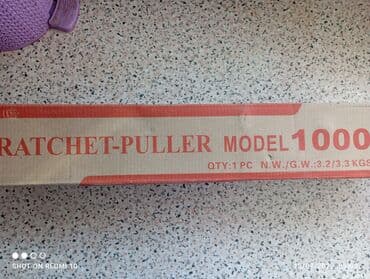 RATCHET-PULLER MODEL 1000
QTY:1 PC N.W./G.W.:3.2/3.3 KGS
SHOT ON REDMI 10